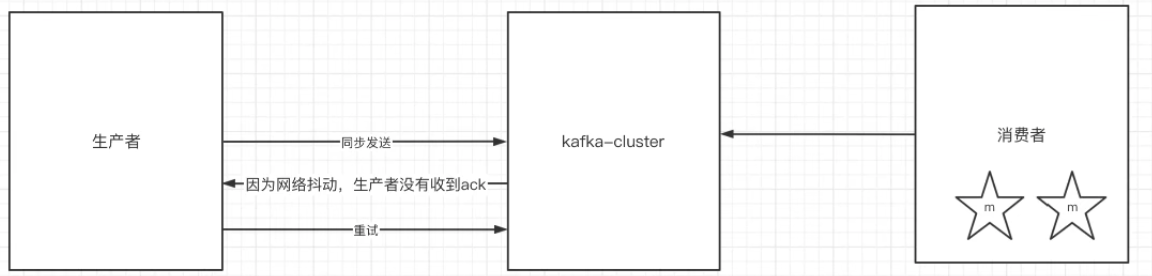 生产者
同步发送
因为网络抖动，生产者没有收到ack
重试
kafka-cluster
消费者
m
m